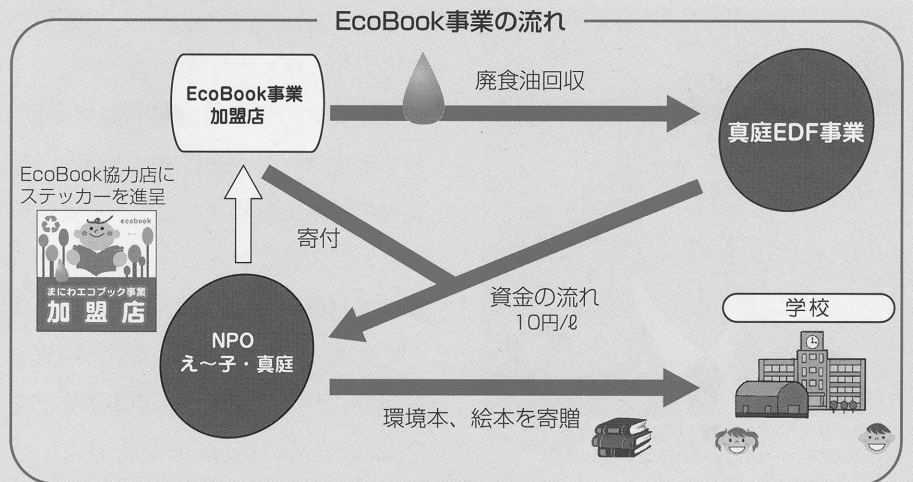 EcoBook事業の流れ
EcoBook事業
加盟店
廃食油回収
真庭EDF事業
EcoBook協力店に
ステッカーを進呈
ecobook
まにわエコブック事業
加盟店
寄付
資金の流れ
10円/ℓ
学校
NPO
え〜子・真庭
環境本、絵本を寄贈